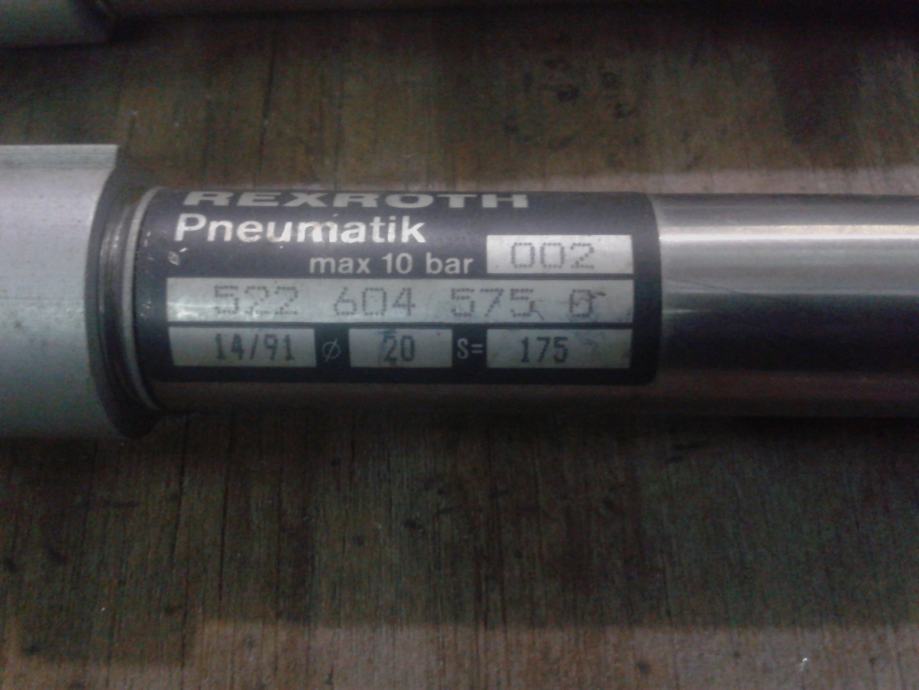 REXROTH
Pneumatik
max 10 bar 002
522 604 575 0
14/91 Ø 20 S= 175